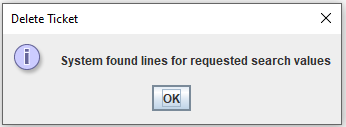 Delete Ticket
System found lines for requested search values
OK